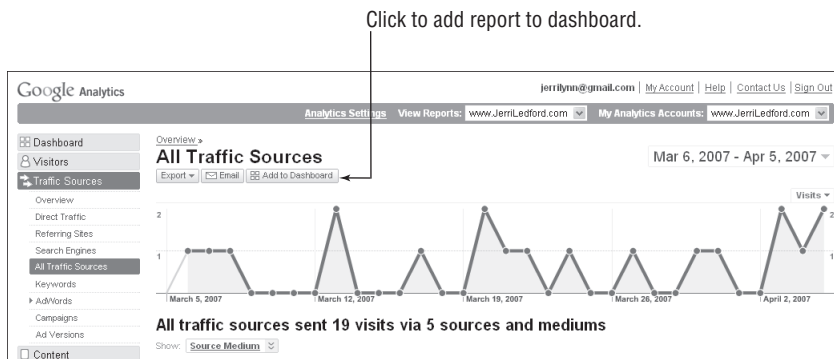 Click to add report to dashboard.
Google Analytics
jerrilynn@gmail.com | My Account | Help | Contact Us | Sign Out
Analytics Settings View Reports: www.JerriLedford.com My Analytics Accounts: www.JerriLedford.com
Dashboard
Visitors
Traffic Sources
Overview
Direct Traffic
Referring Sites
Search Engines
All Traffic Sources
Keywords
AdWords
Campaigns
Ad Versions
Content
Overview »
All Traffic Sources
Mar 6, 2007 - Apr 5, 2007
Export Email Add to Dashboard
Visits
2 2
1 1
March 5, 2007 March 12, 2007 March 19, 2007 March 26, 2007 April 2, 2007
All traffic sources sent 19 visits via 5 sources and mediums
Show: Source Medium